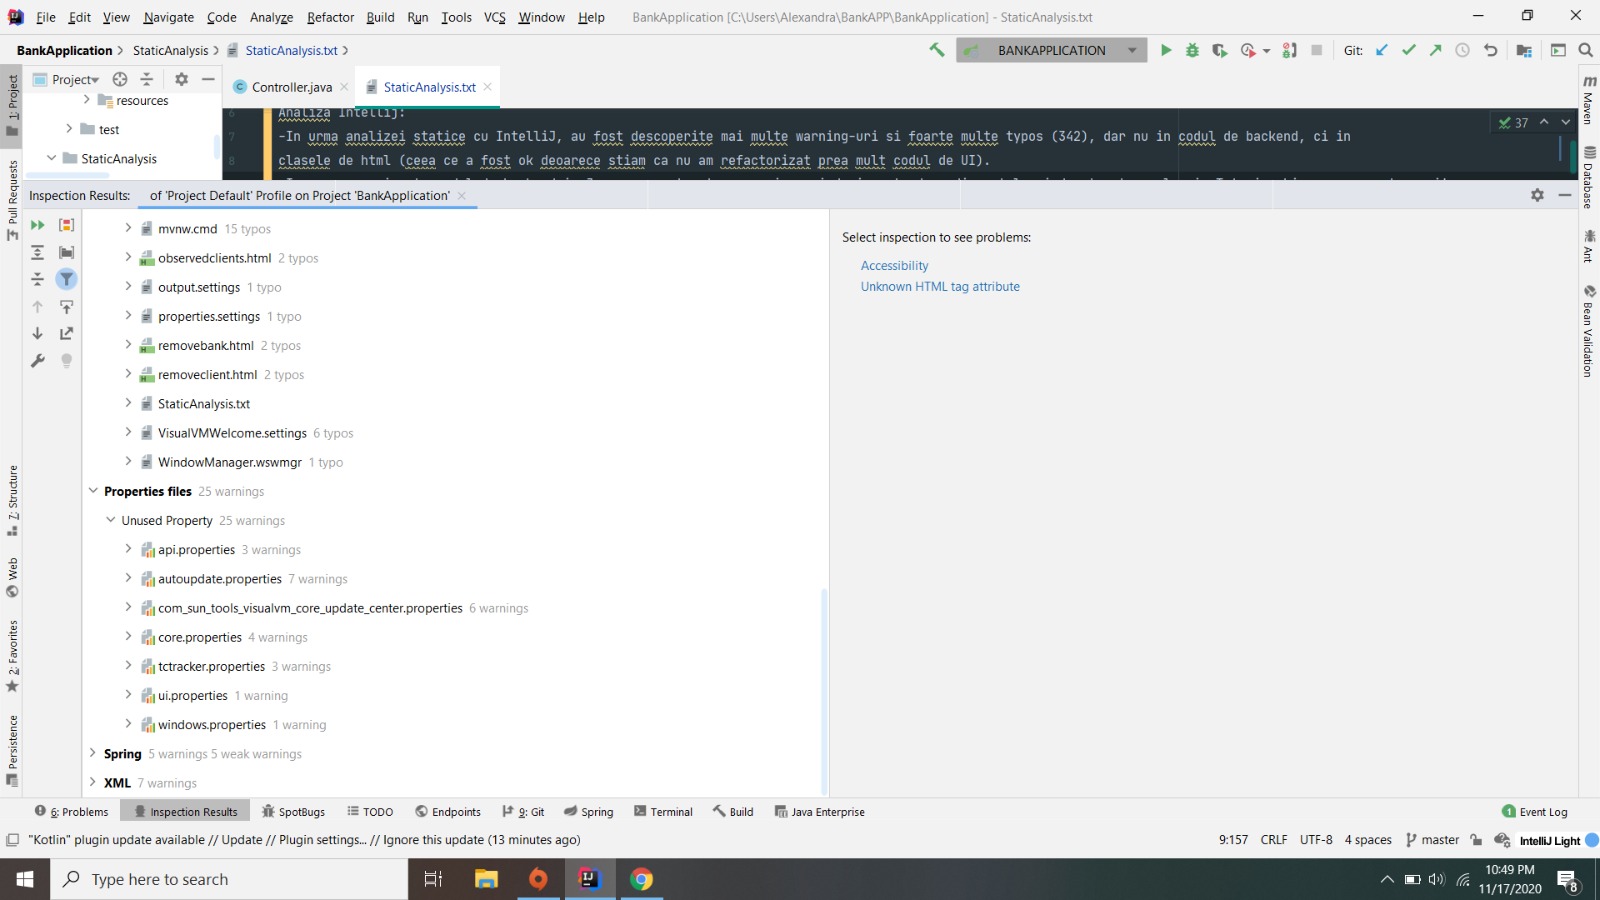 File Edit View Navigate Code Analyze Refactor Build Run Tools VCS Window Help BankApplication [C:\Users\Alexandra\BankAPP\BankApplication] - StaticAnalysis.txt
BankApplication StaticAnalysis StaticAnalysis.txt BANKAPPLICATION Git:
Project Controller.java StaticAnalysis.txt
resources
test
StaticAnalysis
6 Analiza Intellij:
7 -In urma analizei statice cu IntelliJ, au fost descoperite mai multe warning-uri si foarte multe typos (342), dar nu in codul de backend, ci in
8 clasele de html (ceea ce a fost ok deoarece stiam ca nu am refactorizat prea mult codul de UI).
37
Inspection Results: of 'Project Default' Profile on Project 'BankApplication'
mvnw.cmd 15 typos
observedclients.html 2 typos
output.settings 1 typo
properties.settings 1 typo
removebank.html 2 typos
removeclient.html 2 typos
StaticAnalysis.txt
VisualVMWelcome.settings 6 typos
WindowManager.wswmgr 1 typo
Properties files 25 warnings
Unused Property 25 warnings
api.properties 3 warnings
autoupdate.properties 7 warnings
com_sun_tools_visualvm_core_update_center.properties 6 warnings
core.properties 4 warnings
tctracker.properties 3 warnings
ui.properties 1 warning
windows.properties 1 warning
Spring 5 warnings 5 weak warnings
XML 7 warnings
Select inspection to see problems:
Accessibility
Unknown HTML tag attribute
1: Project
Pull Requests
7: Structure
Web
2: Favorites
Persistence
Maven
Database
Ant
Bean Validation
6: Problems Inspection Results SpotBugs TODO Endpoints 9: Git Spring Terminal Build Java Enterprise 1 Event Log
"Kotlin" plugin update available // Update // Plugin settings... // Ignore this update (13 minutes ago) 9:157 CRLF UTF-8 4 spaces master IntelliJ Light
Type here to search
10:49 PM
11/17/2020
8